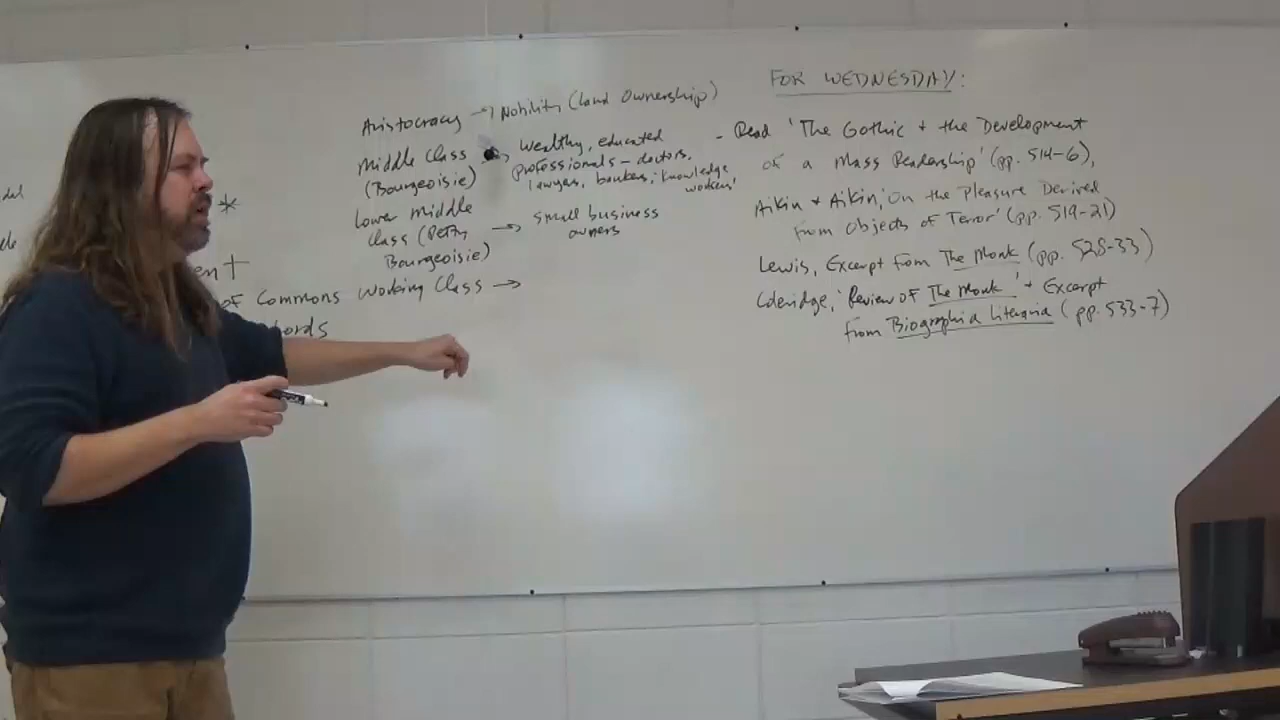 del
*
of Commons
Aristocracy → Nobility (Land Ownership)
Middle Class → Wealthy, educated
(Bourgeoisie) professionals – doctors,
lawyers, bankers, 'knowledge
workers'
Lower Middle
Class (Petty → small business
owners
Bourgeoisie)
Working Class →
FOR WEDNESDAY:
- Read 'The Gothic + the Development
of a Mass Readership' (pp. 514-6),
Aikin + Aikin, 'On the Pleasure Derived
from Objects of Terror' (pp. 519-21)
Lewis, Excerpt from The Monk (pp. 528-33)
Coleridge, 'Review of The Monk' + Excerpt
from Biographia Literaria (pp. 533-7)